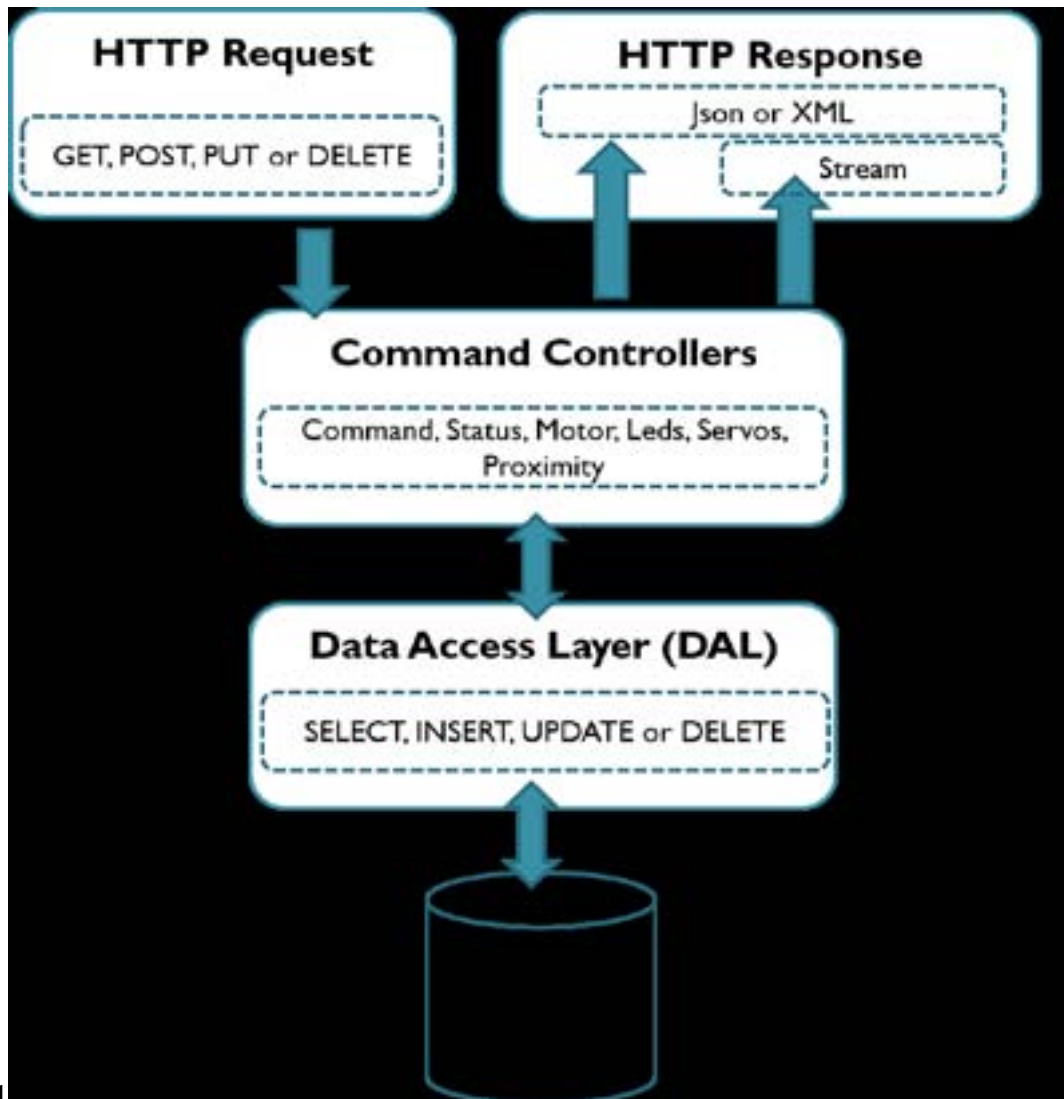 HTTP Request
GET, POST, PUT or DELETE
HTTP Response
Json or XML
Stream
Command Controllers
Command, Status, Motor, Leds, Servos,
Proximity
Data Access Layer (DAL)
SELECT, INSERT, UPDATE or DELETE